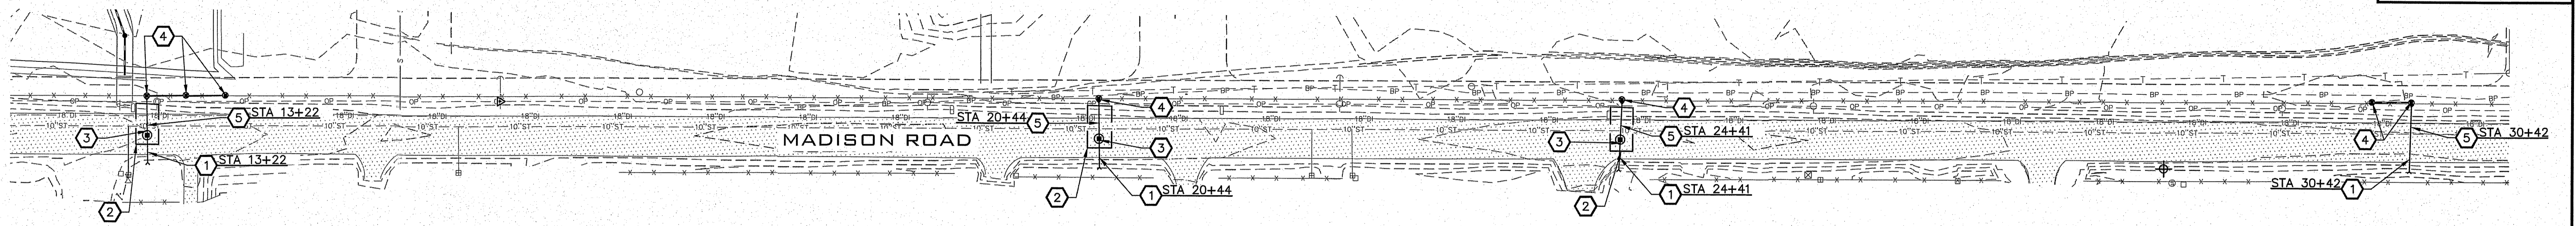 4
BP
T
OP
18"DI
10"ST
S
5 STA 13+22
3
1 STA 13+22
2
MADISON ROAD
4
STA 20+44 5
3
2
1 STA 20+44
4
5 STA 24+41
3
1 STA 24+41
2
4
5 STA 30+42
STA 30+42 1